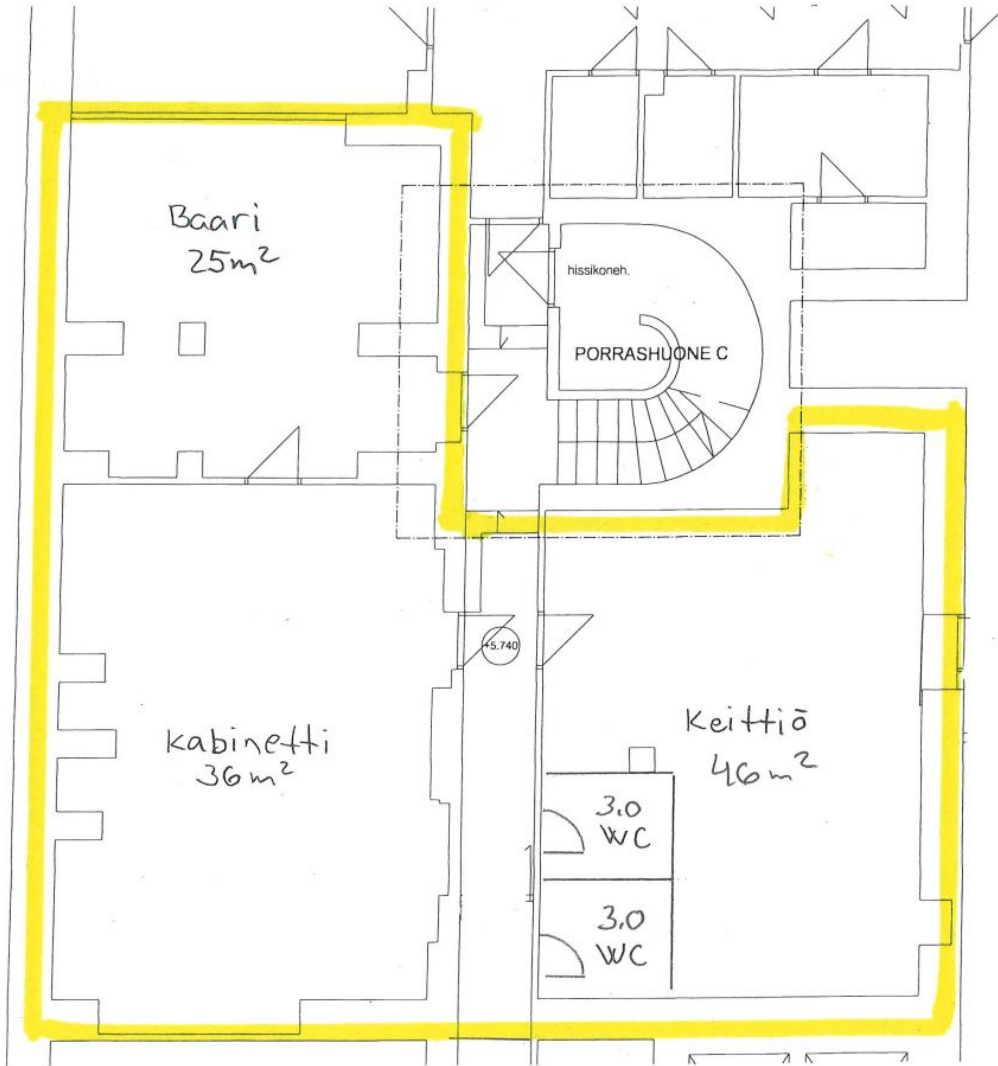 Baari
25m²
hissikoneh.
PORRASHUONE C
+5.740
Kabinetti
36m²
Keittiö
46m²
3.0
WC
3.0
WC